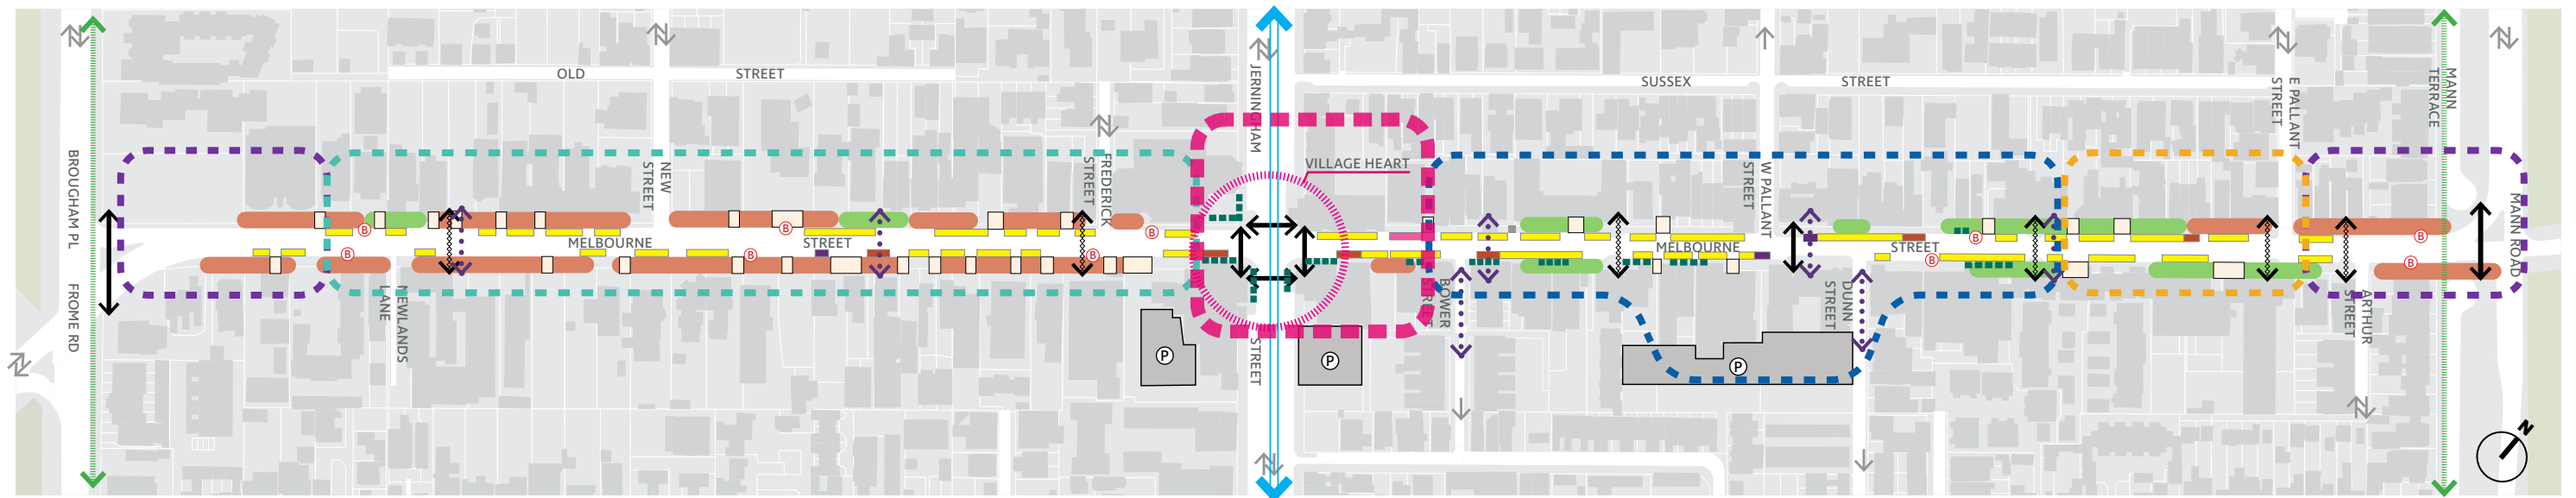 OLD STREET
SUSSEX STREET
JERNINGHAM
STREET
VILLAGE HEART
BROUGHAM PL
FROME RD
NEW
STREET
FREDERICK
STREET
NEWLANDS
LANE
MELBOURNE STREET
B
B
B
B
B
B
BOWER
STREET
W PALLANT
STREET
MELBOURNE STREET
DUNN
STREET
B
B
E PALLANT
STREET
ARTHUR
STREET
MANN
TERRACE
MANN ROAD
B
B
P
P
P
N